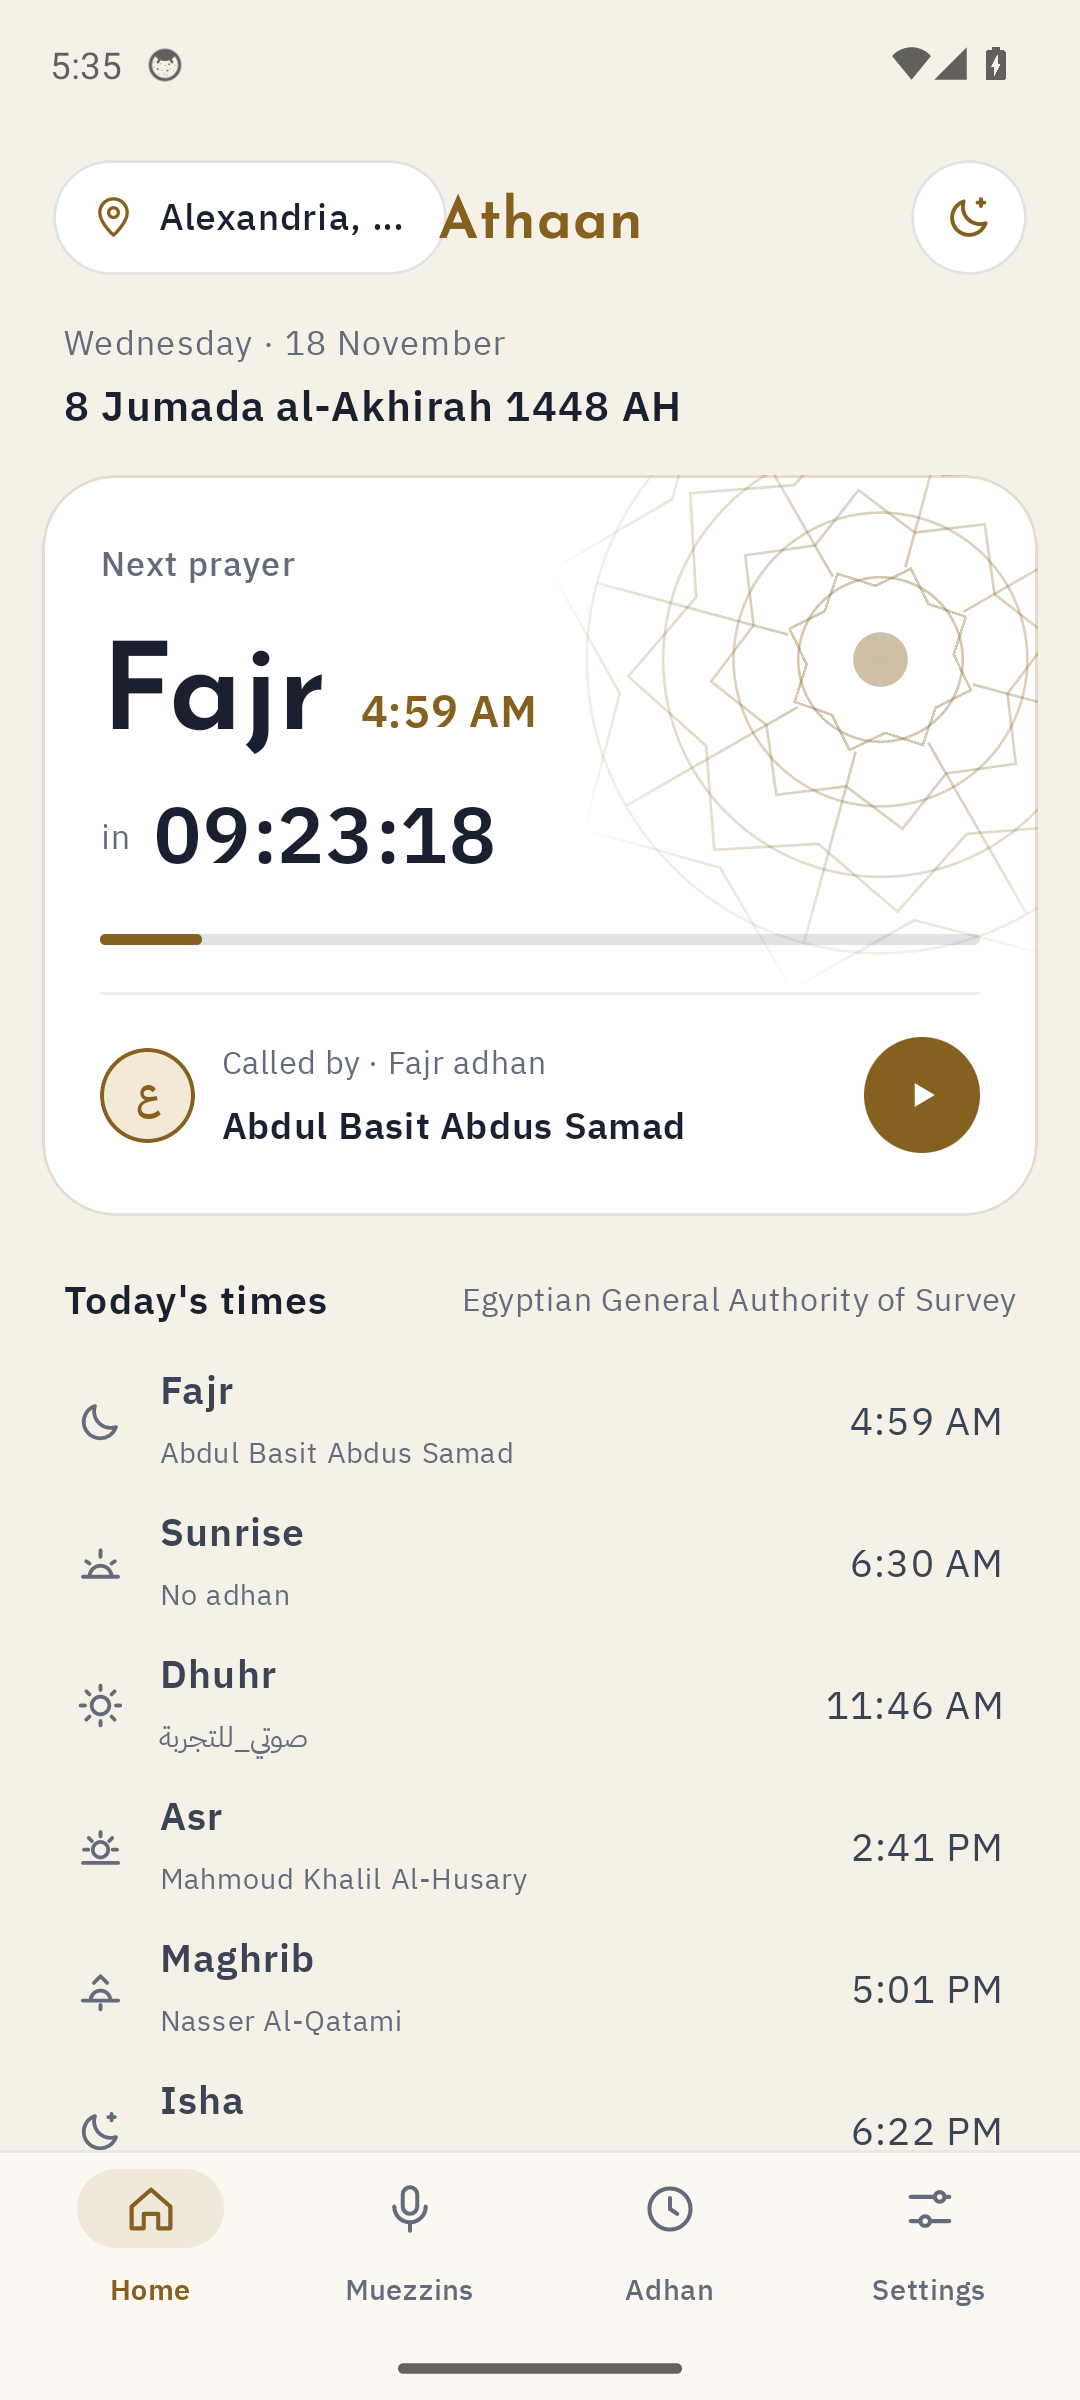 5:35
Alexandria, ...
Athaan
Wednesday · 18 November
8 Jumada al-Akhirah 1448 AH
Next prayer
Fajr 4:59 AM
in 09:23:18
ع
Called by · Fajr adhan
Abdul Basit Abdus Samad
Today's times Egyptian General Authority of Survey
Fajr
4:59 AM
Abdul Basit Abdus Samad
Sunrise
6:30 AM
No adhan
Dhuhr
11:46 AM
صوتي_للتجربة
Asr
2:41 PM
Mahmoud Khalil Al-Husary
Maghrib
5:01 PM
Nasser Al-Qatami
Isha
6:22 PM
Home Muezzins Adhan Settings